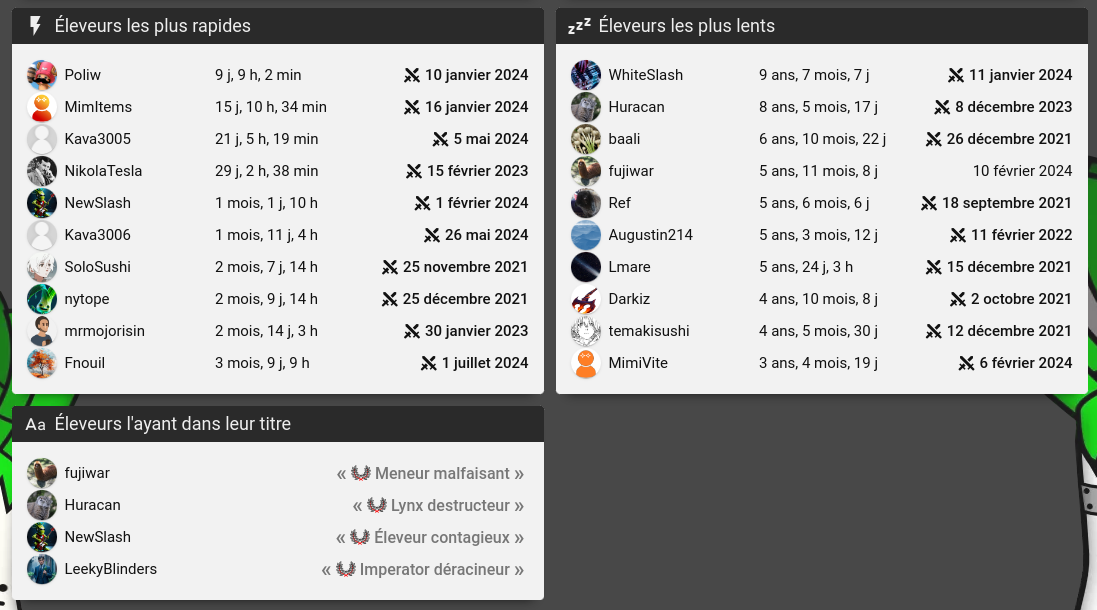 Éleveurs les plus rapides
Poliw 9 j, 9 h, 2 min 10 janvier 2024
MimItems 15 j, 10 h, 34 min 16 janvier 2024
Kava3005 21 j, 5 h, 19 min 5 mai 2024
NikolaTesla 29 j, 2 h, 38 min 15 février 2023
NewSlash 1 mois, 1 j, 10 h 1 février 2024
Kava3006 1 mois, 11 j, 4 h 26 mai 2024
SoloSushi 2 mois, 7 j, 14 h 25 novembre 2021
nytope 2 mois, 9 j, 14 h 25 décembre 2021
mrmojorisin 2 mois, 14 j, 3 h 30 janvier 2023
Fnouil 3 mois, 9 j, 9 h 1 juillet 2024
zzZ Éleveurs les plus lents
WhiteSlash 9 ans, 7 mois, 7 j 11 janvier 2024
Huracan 8 ans, 5 mois, 17 j 8 décembre 2023
baali 6 ans, 10 mois, 22 j 26 décembre 2021
fujiwar 5 ans, 11 mois, 8 j 10 février 2024
Ref 5 ans, 6 mois, 6 j 18 septembre 2021
Augustin214 5 ans, 3 mois, 12 j 11 février 2022
Lmare 5 ans, 24 j, 3 h 15 décembre 2021
Darkiz 4 ans, 10 mois, 8 j 2 octobre 2021
temakisushi 4 ans, 5 mois, 30 j 12 décembre 2021
MimiVite 3 ans, 4 mois, 19 j 6 février 2024
Aa Éleveurs l'ayant dans leur titre
fujiwar « Meneur malfaisant »
Huracan « Lynx destructeur »
NewSlash « Éleveur contagieux »
LeekyBlinders « Imperator déracineur »